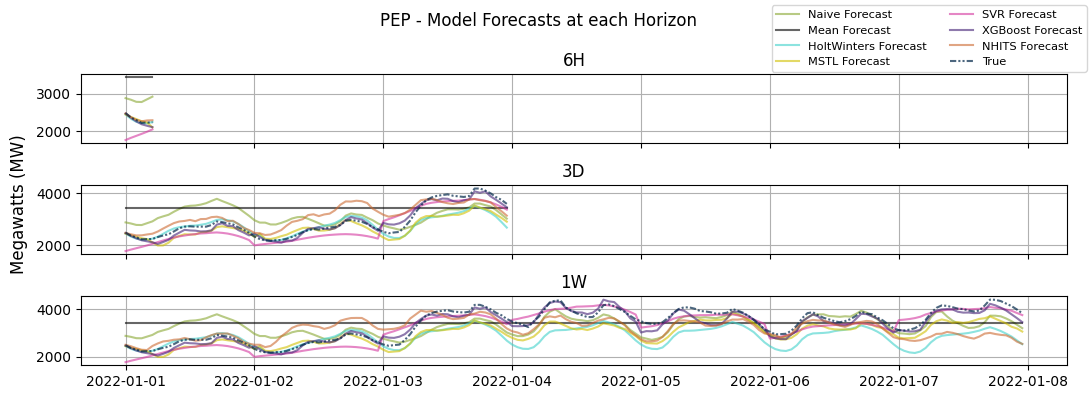 PEP - Model Forecasts at each Horizon
Naive Forecast
Mean Forecast
HoltWinters Forecast
MSTL Forecast
SVR Forecast
XGBoost Forecast
NHITS Forecast
True
Megawatts (MW)
6H
3000
2000
3D
4000
2000
1W
4000
2000
2022-01-01 2022-01-02 2022-01-03 2022-01-04 2022-01-05 2022-01-06 2022-01-07 2022-01-08